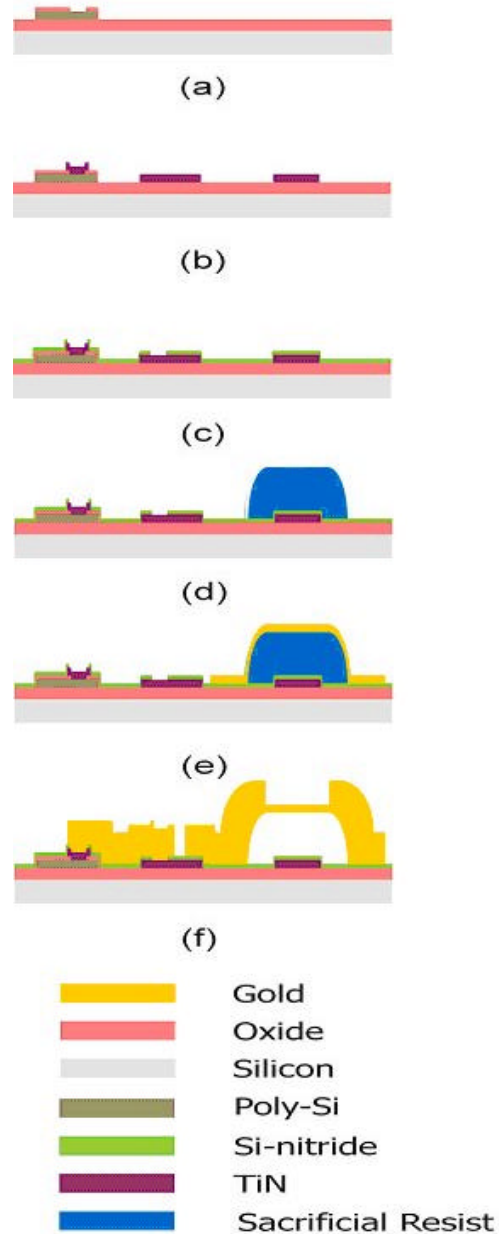 (a)
(b)
(c)
(d)
(e)
(f)
Gold
Oxide
Silicon
Poly-Si
Si-nitride
TiN
Sacrificial Resist